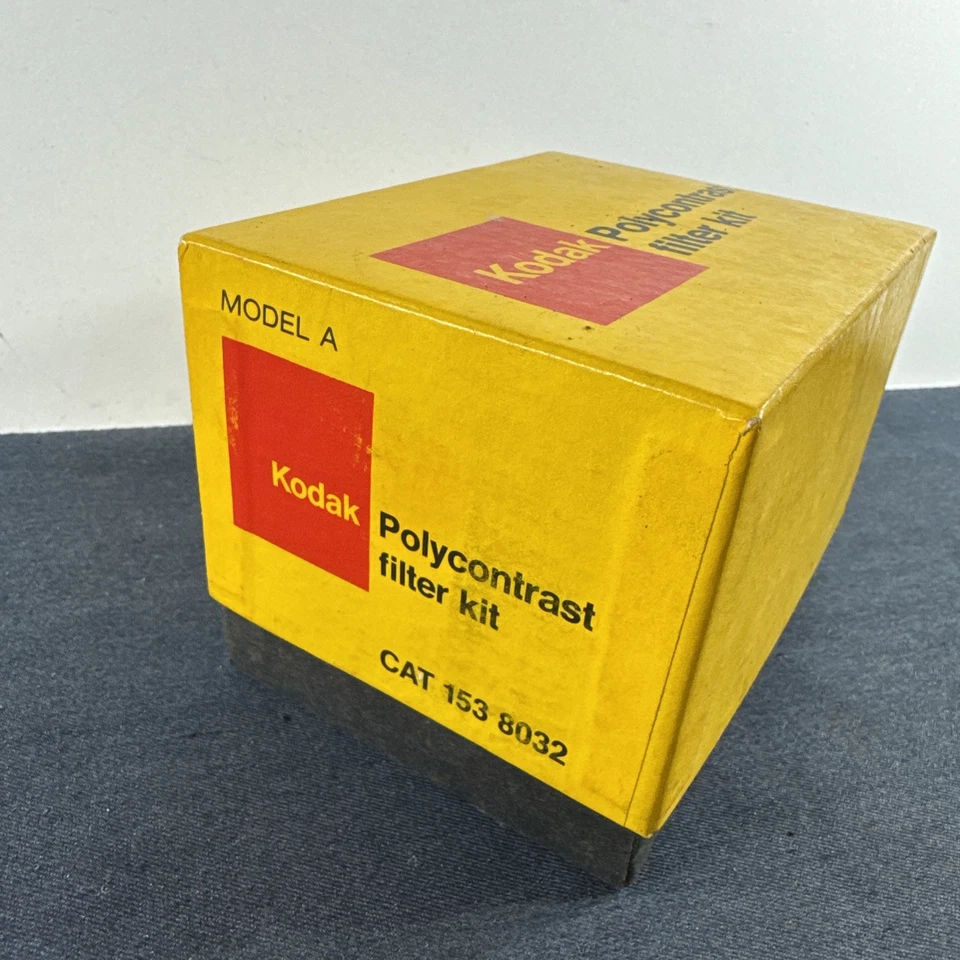 Kodak
Polycontrast
filter kit
MODEL A
Kodak
Polycontrast
filter kit
CAT 153 8032